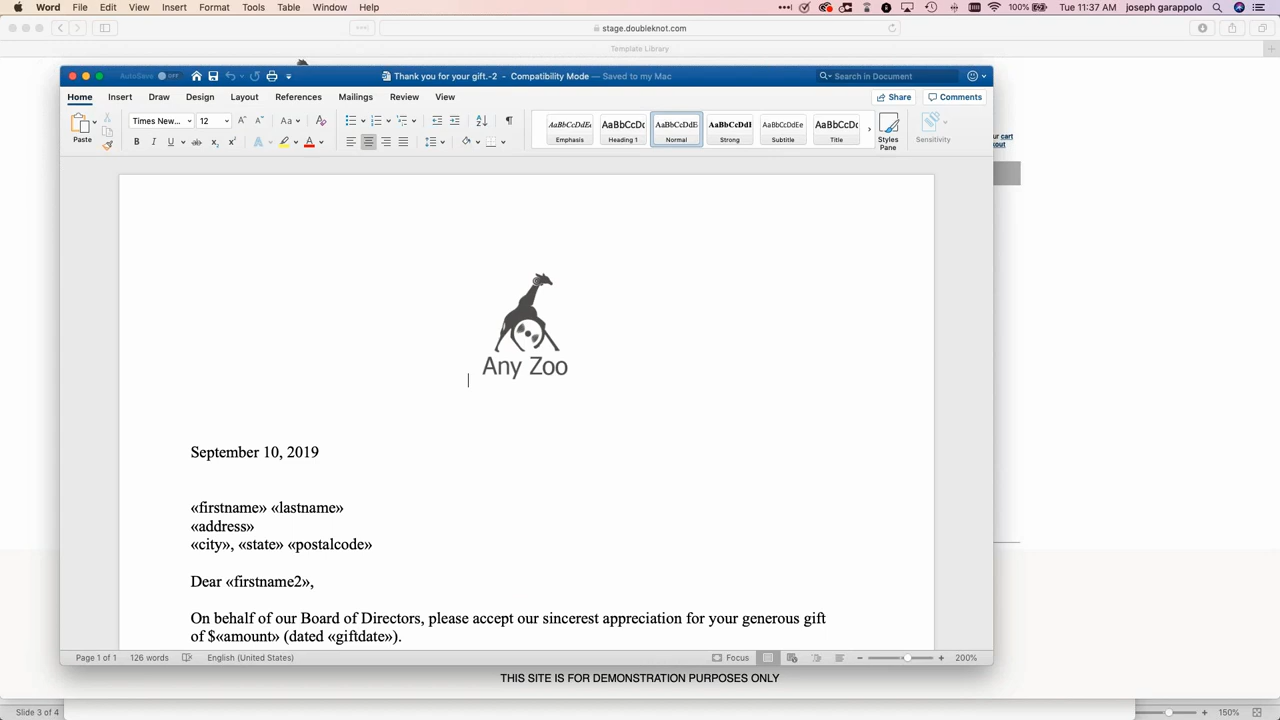 Word File Edit View Insert Format Tools Table Window Help
100% Tue 11:37 AM joseph garappolo
stage.doubleknot.com
Template Library
AutoSave OFF
Thank you for your gift.-2 - Compatibility Mode — Saved to my Mac
Search in Document
Home Insert Draw Design Layout References Mailings Review View
Share Comments
Paste
Times New... 12
AaBbCcDdE AaBbCcDc AaBbCcDdE AaBbCcDdI AaBbCcDdEe AaBbCcDc
Emphasis Heading 1 Normal Strong Subtitle Title
Styles Pane
Sensitivity
ur cart
kout
Any Zoo
September 10, 2019
«firstname» «lastname»
«address»
«city», «state» «postalcode»
Dear «firstname2»,
On behalf of our Board of Directors, please accept our sincerest appreciation for your generous gift
of $«amount» (dated «giftdate»).
Page 1 of 1 126 words English (United States) Focus 200%
THIS SITE IS FOR DEMONSTRATION PURPOSES ONLY
Slide 3 of 4 150%